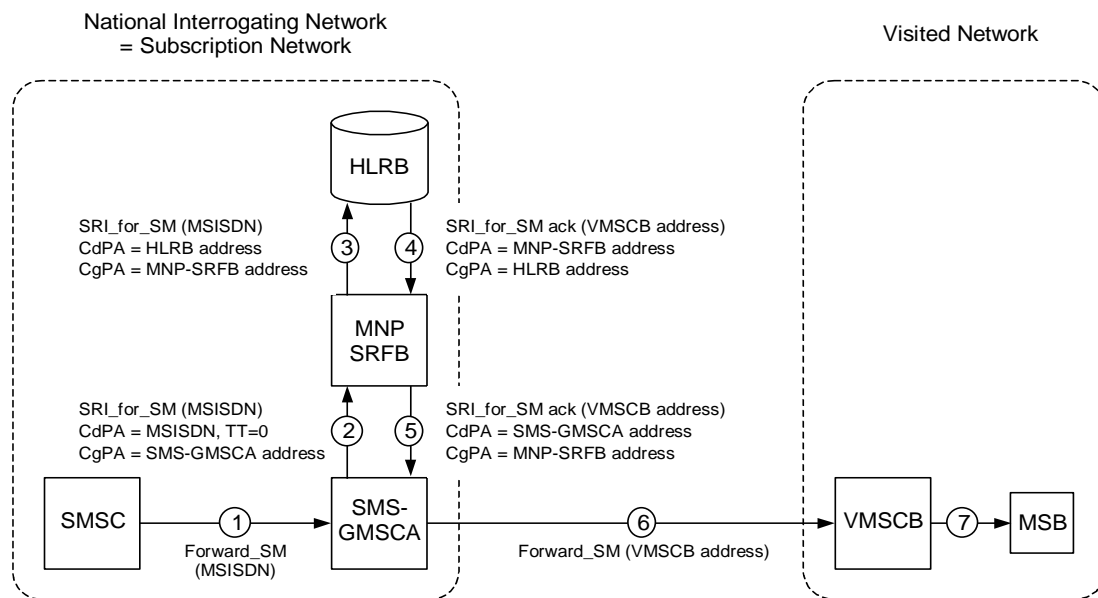 National Interrogating Network
= Subscription Network
Visited Network
HLRB
SRI_for_SM (MSISDN)
CdPA = HLRB address
CgPA = MNP-SRFB address
3
4
SRI_for_SM ack (VMSCB address)
CdPA = MNP-SRFB address
CgPA = HLRB address
MNP
SRFB
SRI_for_SM (MSISDN)
CdPA = MSISDN, TT=0
CgPA = SMS-GMSCA address
2
5
SRI_for_SM ack (VMSCB address)
CdPA = SMS-GMSCA address
CgPA = MNP-SRFB address
SMSC
1
Forward_SM
(MSISDN)
SMS-
GMSCA
6
Forward_SM (VMSCB address)
VMSCB
7
MSB